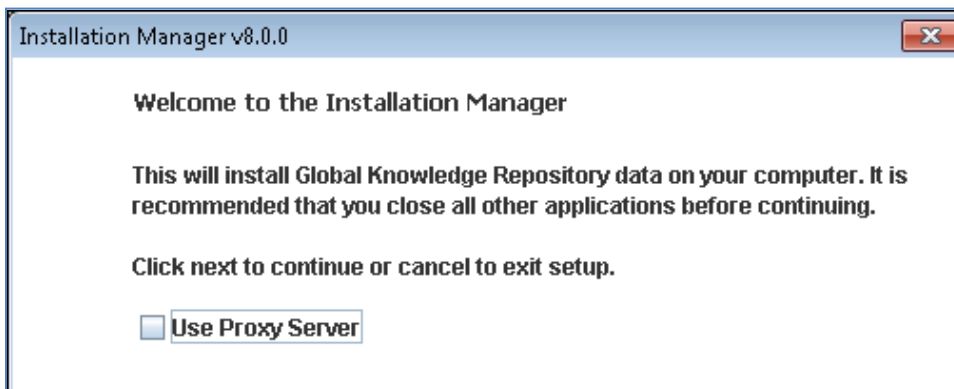 Installation Manager v8.0.0
Welcome to the Installation Manager
This will install Global Knowledge Repository data on your computer. It is
recommended that you close all other applications before continuing.
Click next to continue or cancel to exit setup.
Use Proxy Server